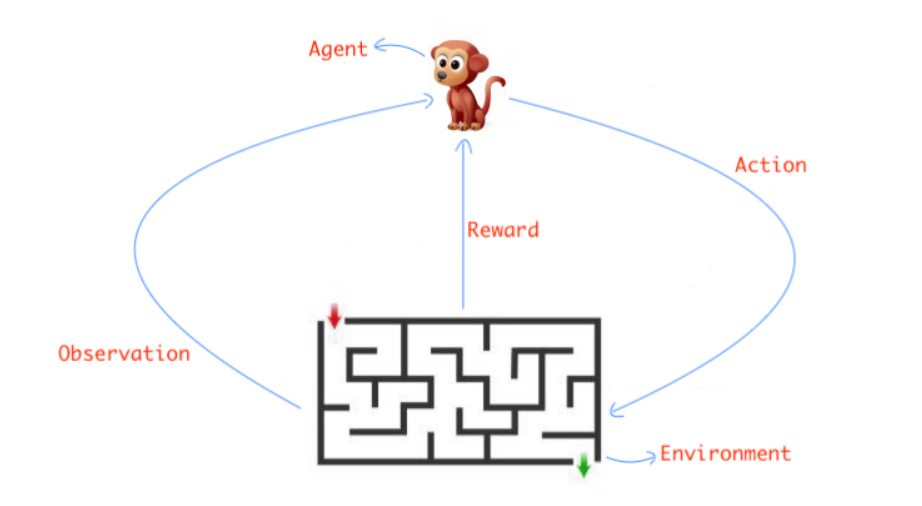 Agent
Action
Reward
Observation
Environment